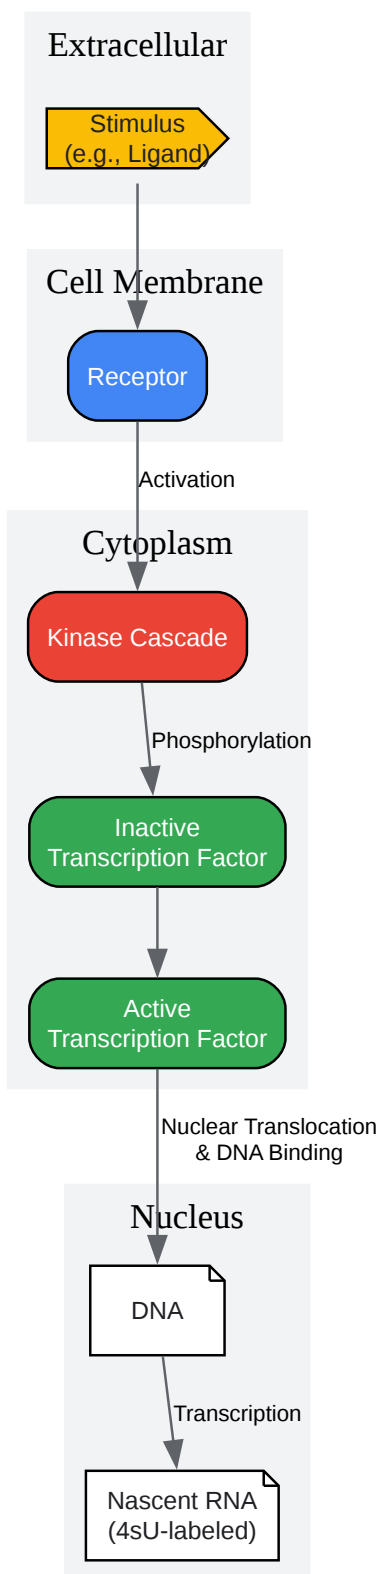 Extracellular
Stimulus
(e.g., Ligand)
Cell Membrane
Receptor
Activation
Cytoplasm
Kinase Cascade
Phosphorylation
Inactive
Transcription Factor
Active
Transcription Factor
Nuclear Translocation
& DNA Binding
Nucleus
DNA
Transcription
Nascent RNA
(4sU-labeled)